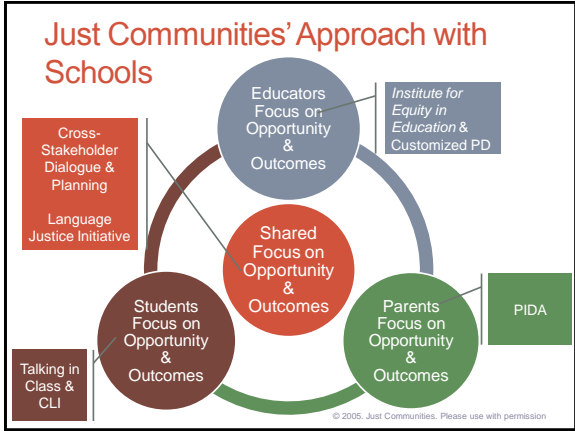 Just Communities’ Approach with
Schools
Educators
Focus on
Opportunity
&
Outcomes
Institute for
Equity in
Education &
Customized PD
Cross-
Stakeholder
Dialogue &
Planning
Language
Justice Initiative
Shared
Focus on
Opportunity
&
Outcomes
Students
Focus on
Opportunity
&
Outcomes
Parents
Focus on
Opportunity
&
Outcomes
PIDA
Talking in
Class &
CLI
© 2005. Just Communities. Please use with permission